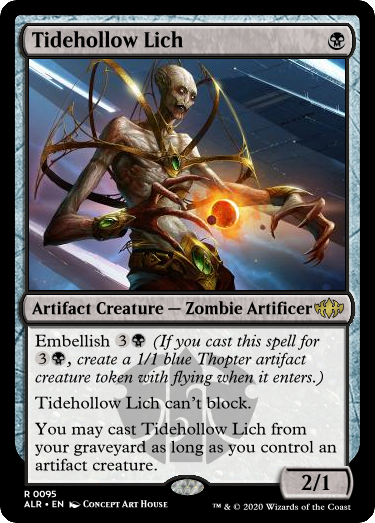 Tidehollow Lich
Artifact Creature — Zombie Artificer
Embellish 3 (If you cast this spell for
3, create a 1/1 blue Thopter artifact
creature token with flying when it enters.)
Tidehollow Lich can't block.
You may cast Tidehollow Lich from
your graveyard as long as you control an
artifact creature.
2/1
R 0095
ALR • EN Concept Art House
™ & © 2020 Wizards of the Coast